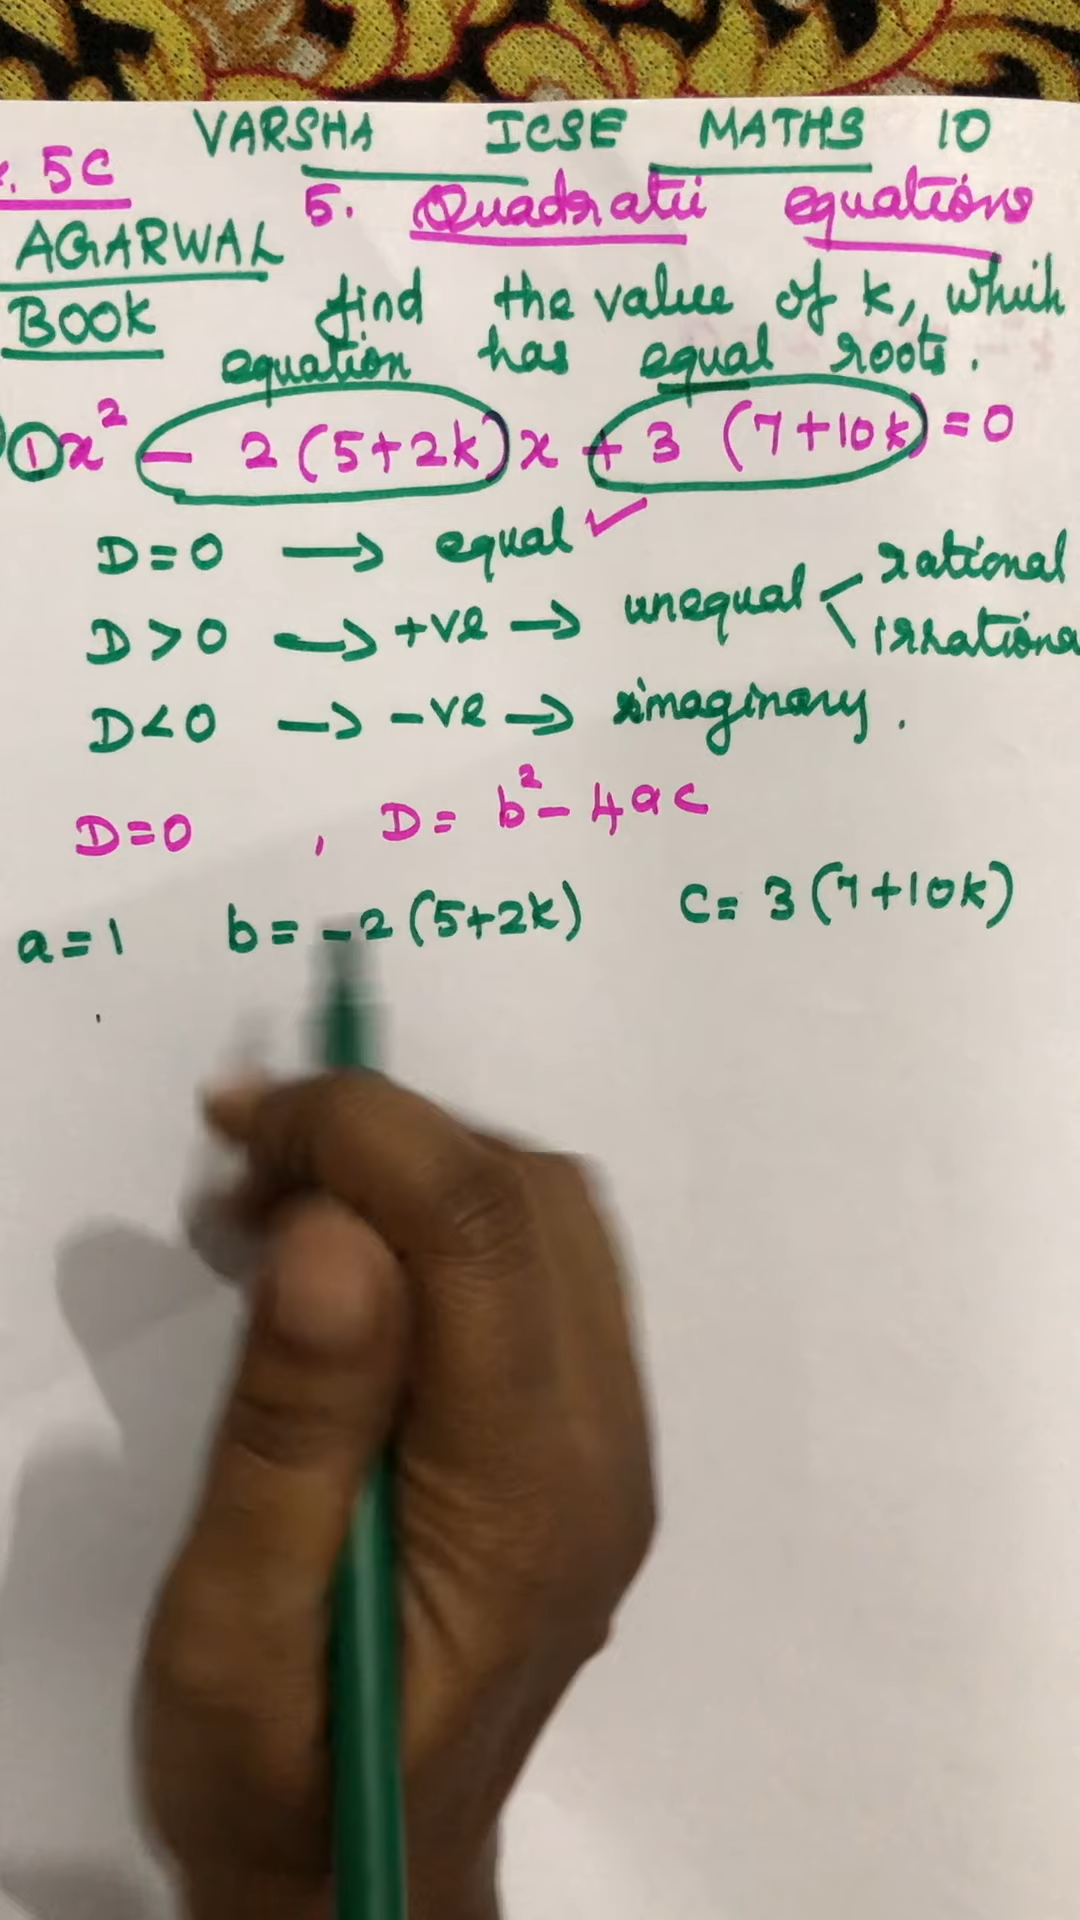 VARSHA ICSE MATHS 10
. 5C 5. Quadratii equations
AGARWAL
BOOK find the value of k, which
equation has equal roots.
① x² - 2 (5+2k) x + 3 (7+10k) = 0
D=0 → equal ✓
D>0 → +ve → unequal < rational
irrationa
D<0 → -ve → imaginary.
D=0 , D= b²-4ac
a=1 b= -2(5+2k) c= 3(7+10k)